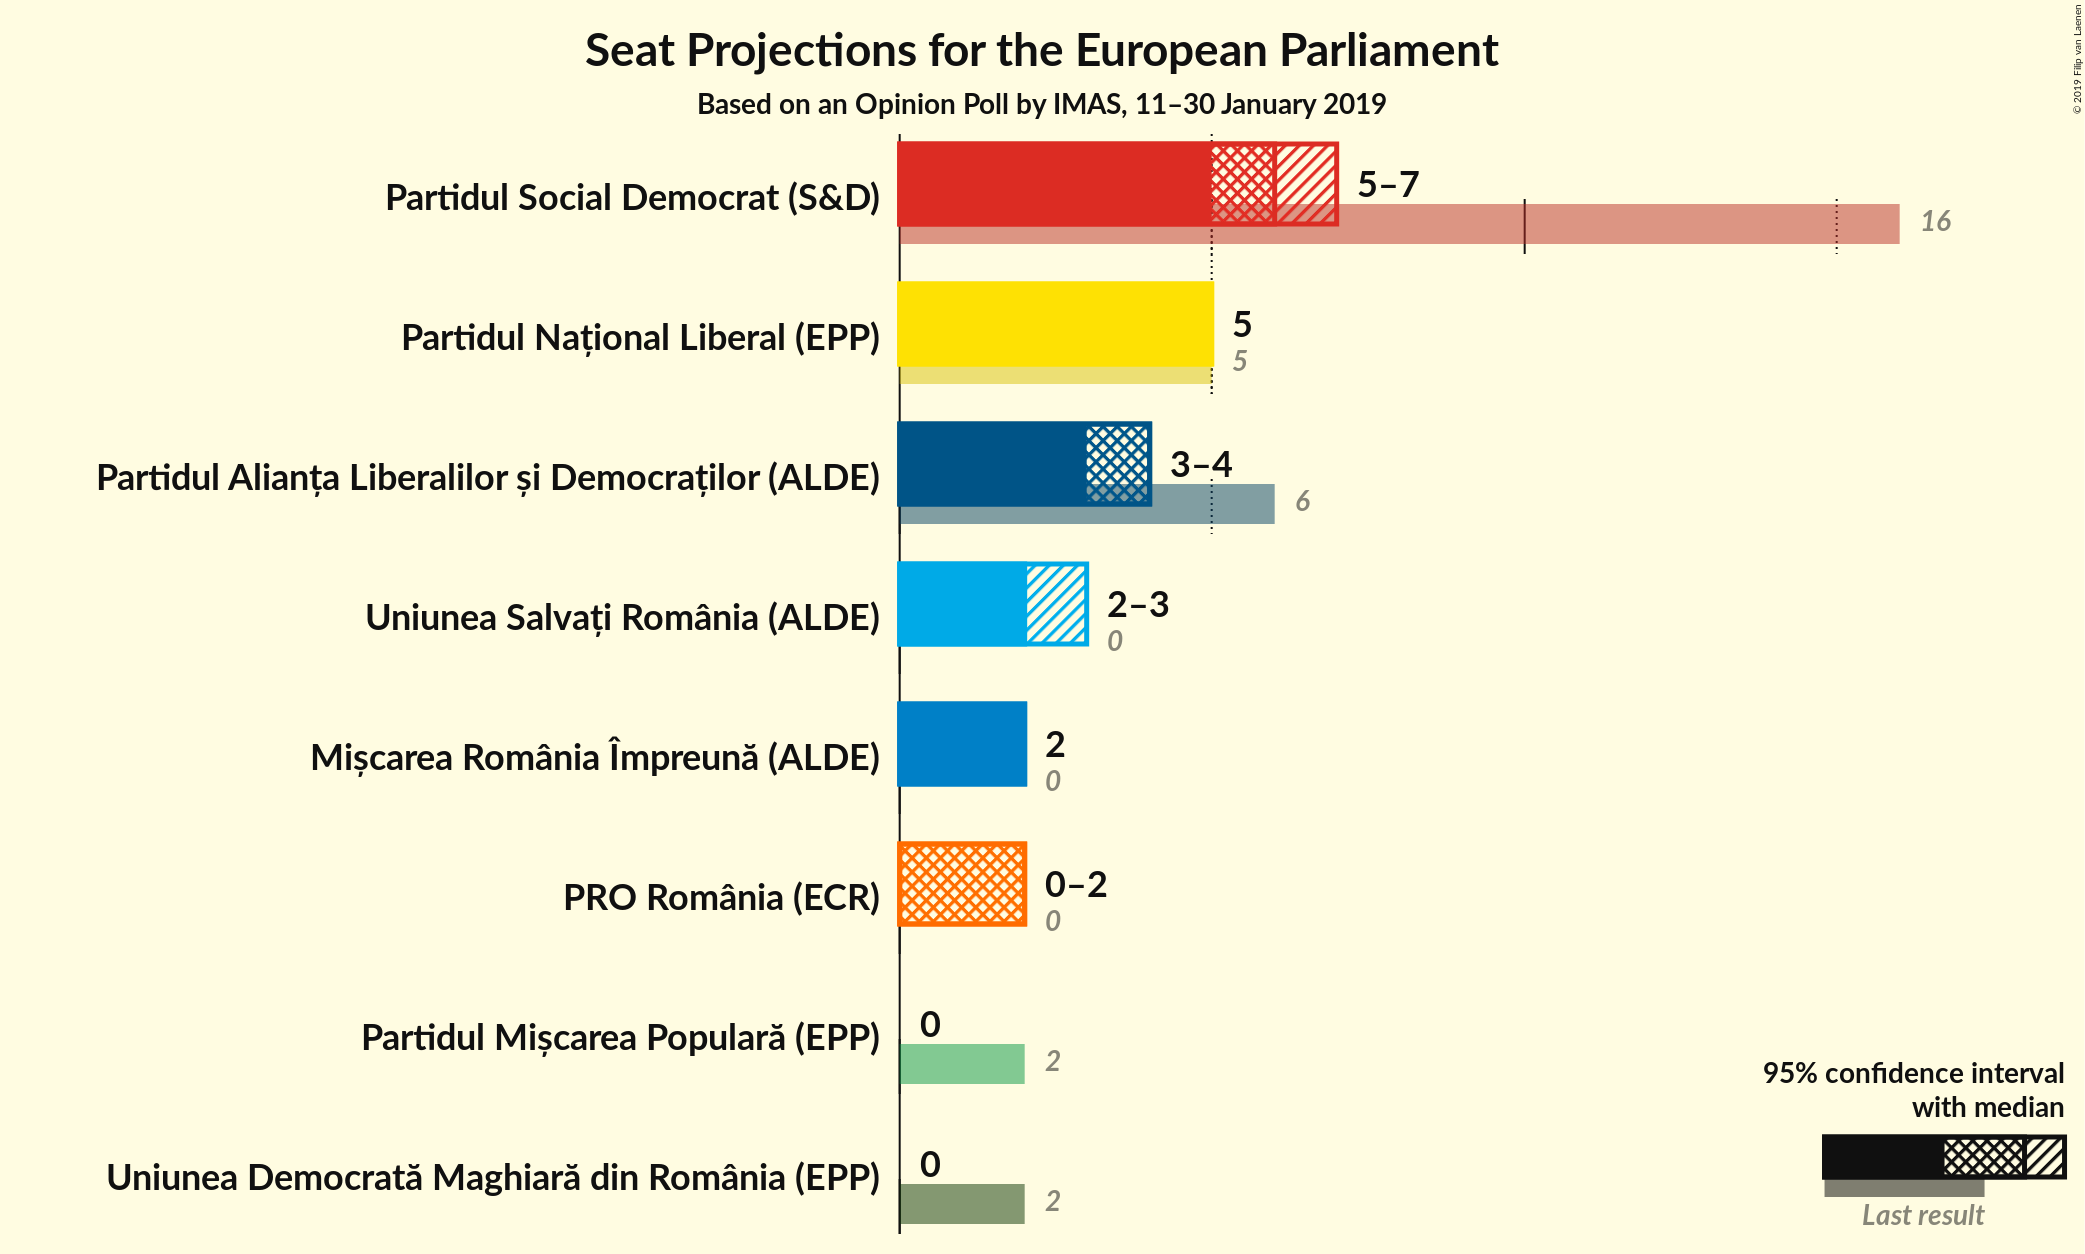 Seat Projections for the European Parliament
Based on an Opinion Poll by IMAS, 11–30 January 2019
© 2019 Filip van Laenen
Partidul Social Democrat (S&D)
5–7
16
Partidul Național Liberal (EPP)
5
5
Partidul Alianța Liberalilor și Democraților (ALDE)
3–4
6
Uniunea Salvați România (ALDE)
2–3
0
Mișcarea România Împreună (ALDE)
2
0
PRO România (ECR)
0–2
0
Partidul Mișcarea Populară (EPP)
0
2
Uniunea Democrată Maghiară din România (EPP)
0
2
95% confidence interval
with median
Last result